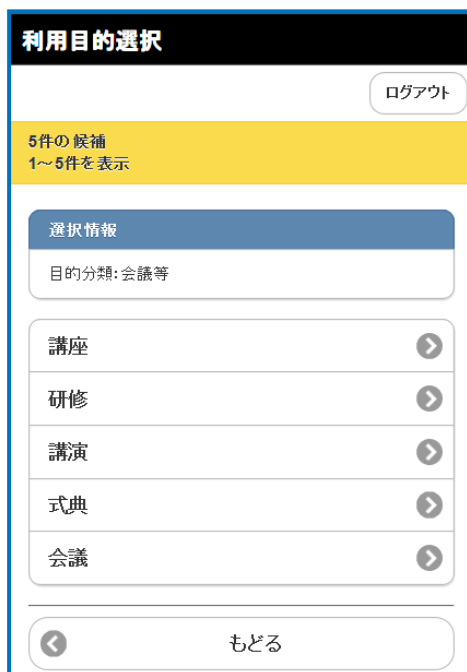 利用目的選択
ログアウト
5件の候補
1～5件を表示
選択情報
目的分類:会議等
講座
研修
講演
式典
会議
もどる